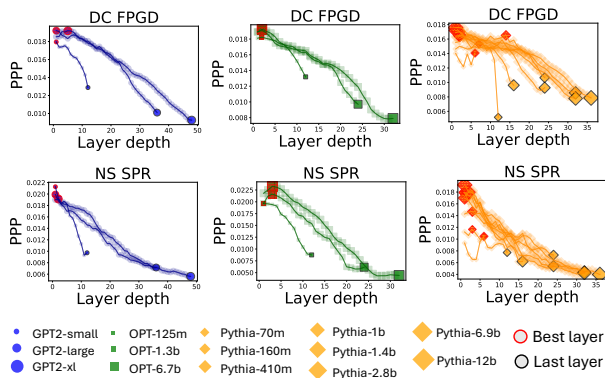 DC FPGD
DC FPGD
DC FPGD
PPP
0.018
0.016
0.014
0.012
0.010
0 10 20 30 40 50
Layer depth
0.018
0.016
0.014
0.012
0.010
0.008
0 5 10 15 20 25 30
Layer depth
PPP
0.018
0.016
0.014
0.012
0.010
0.008
0.006
0.004
1 5 10 15 20 25 30 35
Layer depth
NS SPR
NS SPR
NS SPR
PPP
0.022
0.020
0.018
0.016
0.014
0.012
0.010
0.008
0.006
0 10 20 30 40 50
Layer depth
PPP
0.0225
0.0200
0.0175
0.0150
0.0125
0.0100
0.0075
0.0050
0 5 10 15 20 25 30
Layer depth
PPP
0.018
0.016
0.014
0.012
0.010
0.008
0.006
0.004
1 5 10 15 20 25 30 35
Layer depth
GPT2-small
GPT2-large
GPT2-xl
OPT-125m
OPT-1.3b
OPT-6.7b
Pythia-70m
Pythia-160m
Pythia-410m
Pythia-1b
Pythia-1.4b
Pythia-2.8b
Pythia-6.9b
Pythia-12b
Best layer
Last layer